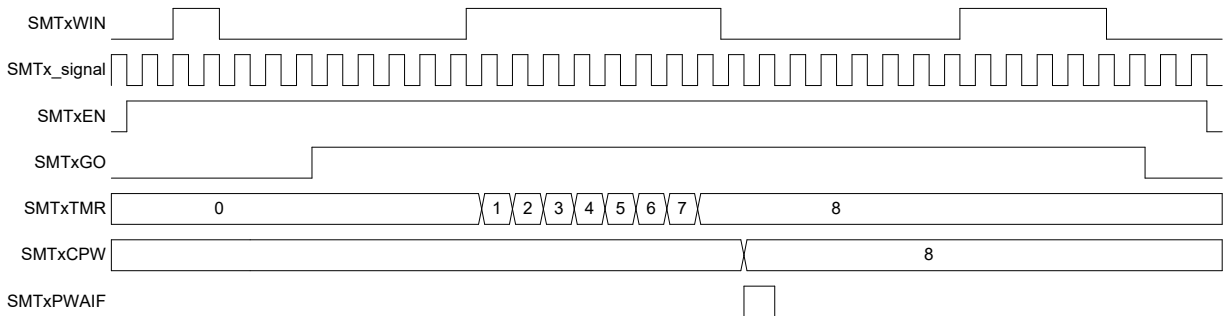 SMTxWIN
SMTx_signal
SMTxEN
SMTxGO
SMTxTMR 0 1 2 3 4 5 6 7 8
SMTxCPW 8
SMTxPWAIF